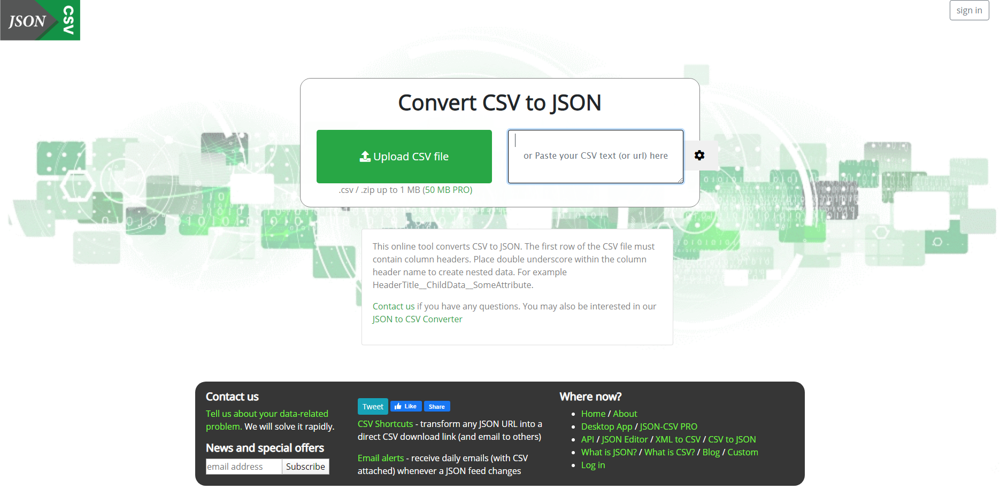 JSON
CSV
sign in
Convert CSV to JSON
Upload CSV file
or Paste your CSV text (or url) here
.csv / .zip up to 1 MB (50 MB PRO)
This online tool converts CSV to JSON. The first row of the CSV file must
contain column headers. Place double underscore within the column
header name to create nested data. For example
HeaderTitle__ChildData__SomeAttribute.
Contact us if you have any questions. You may also be interested in our
JSON to CSV Converter
Contact us
Tell us about your data-related
problem. We will solve it rapidly.
News and special offers
email address Subscribe
Tweet Like Share
CSV Shortcuts - transform any JSON URL into a
direct CSV download link (and email to others)
Email alerts - receive daily emails (with CSV
attached) whenever a JSON feed changes
Where now?
Home / About
Desktop App / JSON-CSV PRO
API / JSON Editor / XML to CSV / CSV to JSON
What is JSON? / What is CSV? / Blog / Custom
Log in